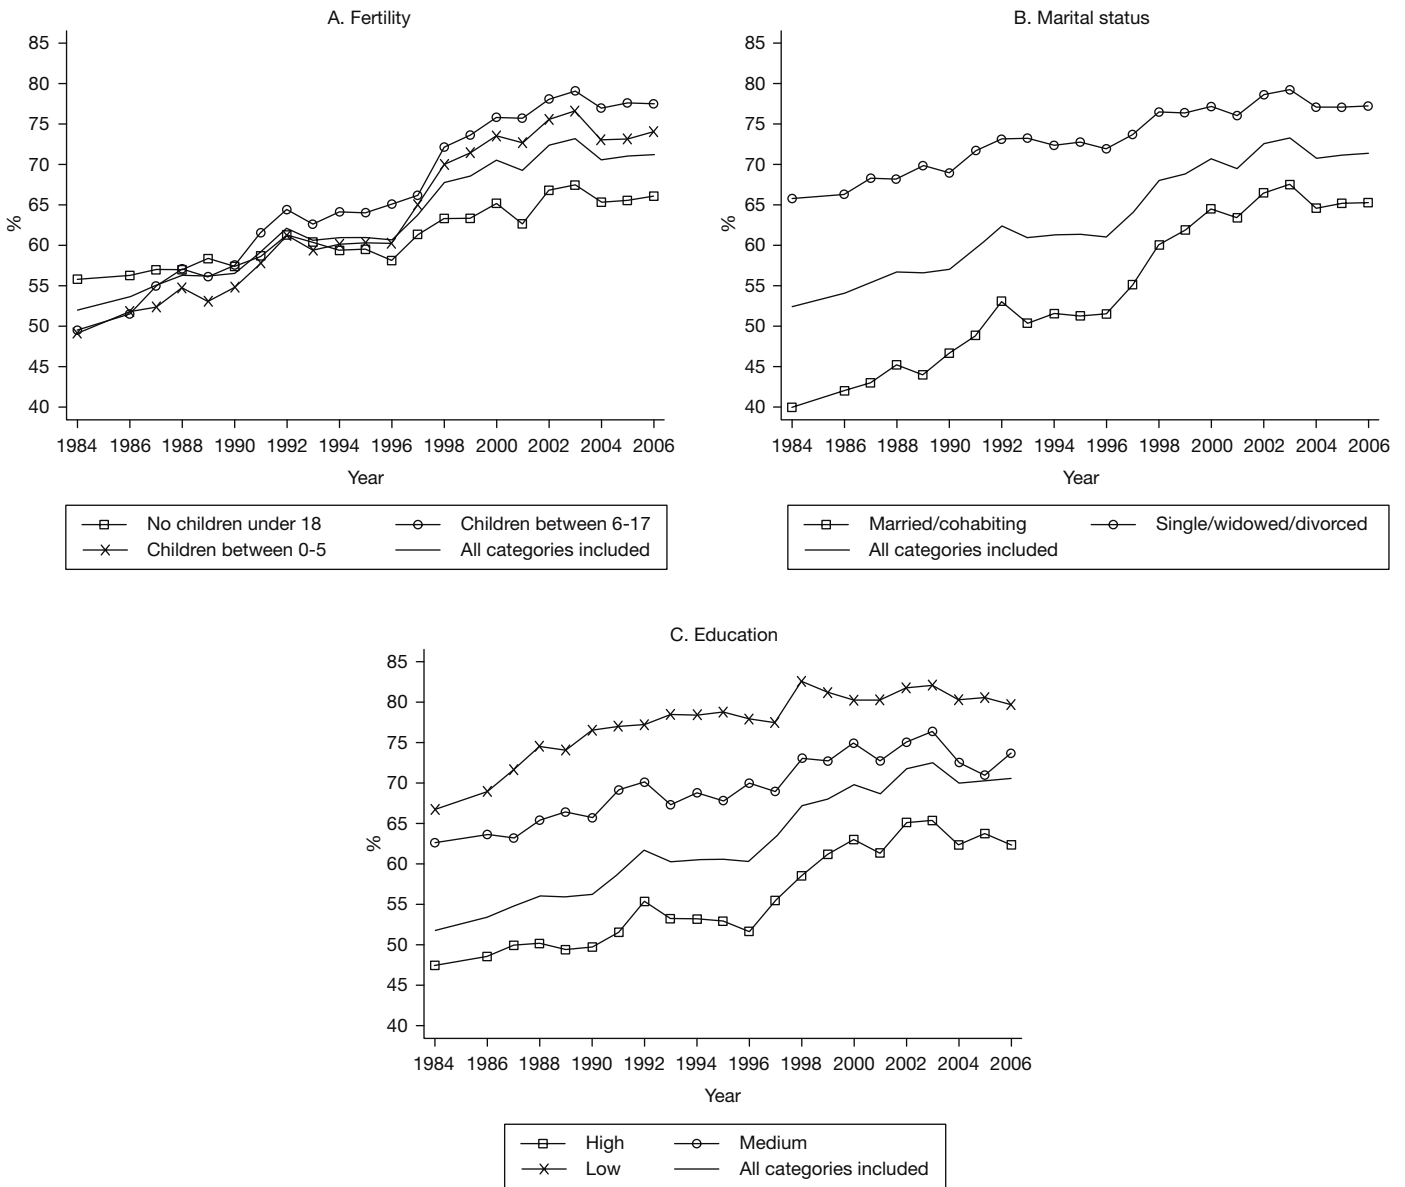 A. Fertility
85
80
75
70
65
60
55
50
45
40
%
1984 1986 1988 1990 1992 1994 1996 1998 2000 2002 2004 2006
Year
No children under 18 Children between 6-17
Children between 0-5 All categories included
B. Marital status
85
80
75
70
65
60
55
50
45
40
%
1984 1986 1988 1990 1992 1994 1996 1998 2000 2002 2004 2006
Year
Married/cohabiting Single/widowed/divorced
All categories included
C. Education
85
80
75
70
65
60
55
50
45
40
%
1984 1986 1988 1990 1992 1994 1996 1998 2000 2002 2004 2006
Year
High Medium
Low All categories included